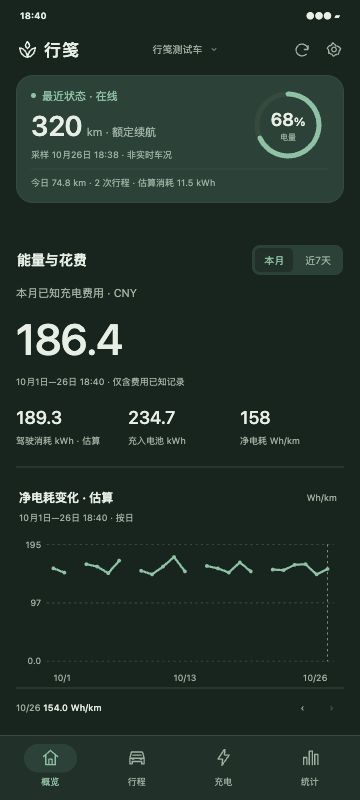 18:40
行笺
行笺测试车
最近状态 · 在线
320 km · 额定续航
68%
电量
采样 10月26日 18:38 · 非实时车况
今日 74.8 km · 2 次行程 · 估算消耗 11.5 kWh
能量与花费
本月 近7天
本月已知充电费用 · CNY
186.4
10月1日—26日 18:40 · 仅含费用已知记录
189.3 234.7 158
驾驶消耗 kWh · 估算 充入电池 kWh 净电耗 Wh/km
净电耗变化 · 估算 Wh/km
10月1日—26日 18:40 · 按日
195
97
0.0
10/1 10/13 10/26
10/26 154.0 Wh/km
概览 行程 充电 统计